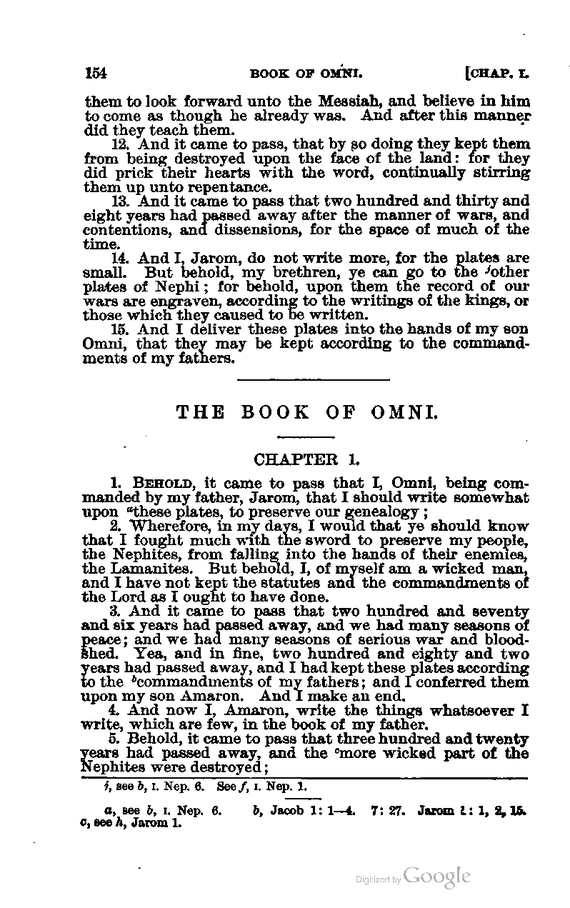 154 BOOK OF OMNI. [CHAP. I.
them to look forward unto the Messiah, and believe in him
to come as though he already was. And after this manner
did they teach them.
12. And it came to pass, that by so doing they kept them
from being destroyed upon the face of the land: for they
did prick their hearts with the word, continually stirring
them up unto repentance.
13. And it came to pass that two hundred and thirty and
eight years had passed away after the manner of wars, and
contentions, and dissensions, for the space of much of the
time.
14. And I, Jarom, do not write more, for the plates are
small. But behold, my brethren, ye can go to the jother
plates of Nephi; for behold, upon them the record of our
wars are engraven, according to the writings of the kings, or
those which they caused to be written.
15. And I deliver these plates into the hands of my son
Omni, that they may be kept according to the command-
ments of my fathers.
THE BOOK OF OMNI.
CHAPTER 1.
1. BEHOLD, it came to pass that I, Omni, being com-
manded by my father, Jarom, that I should write somewhat
upon athese plates, to preserve our genealogy;
2. Wherefore, in my days, I would that ye should know
that I fought much with the sword to preserve my people,
the Nephites, from falling into the hands of their enemies,
the Lamanites. But behold, I, of myself am a wicked man,
and I have not kept the statutes and the commandments of
the Lord as I ought to have done.
3. And it came to pass that two hundred and seventy
and six years had passed away, and we had many seasons of
peace; and we had many seasons of serious war and blood-
shed. Yea, and in fine, two hundred and eighty and two
years had passed away, and I had kept these plates according
to the bcommandments of my fathers; and I conferred them
upon my son Amaron. And I make an end.
4. And now I, Amaron, write the things whatsoever I
write, which are few, in the book of my father.
5. Behold, it came to pass that three hundred and twenty
years had passed away, and the cmore wicked part of the
Nephites were destroyed;
j, see b, I. Nep. 6. See f, I. Nep. 1.
a, see b, I. Nep. 6. b, Jacob 1: 1—4. 7: 27. Jarom 1: 1, 2, 15.
c, see h, Jarom 1.
Digitized by Google